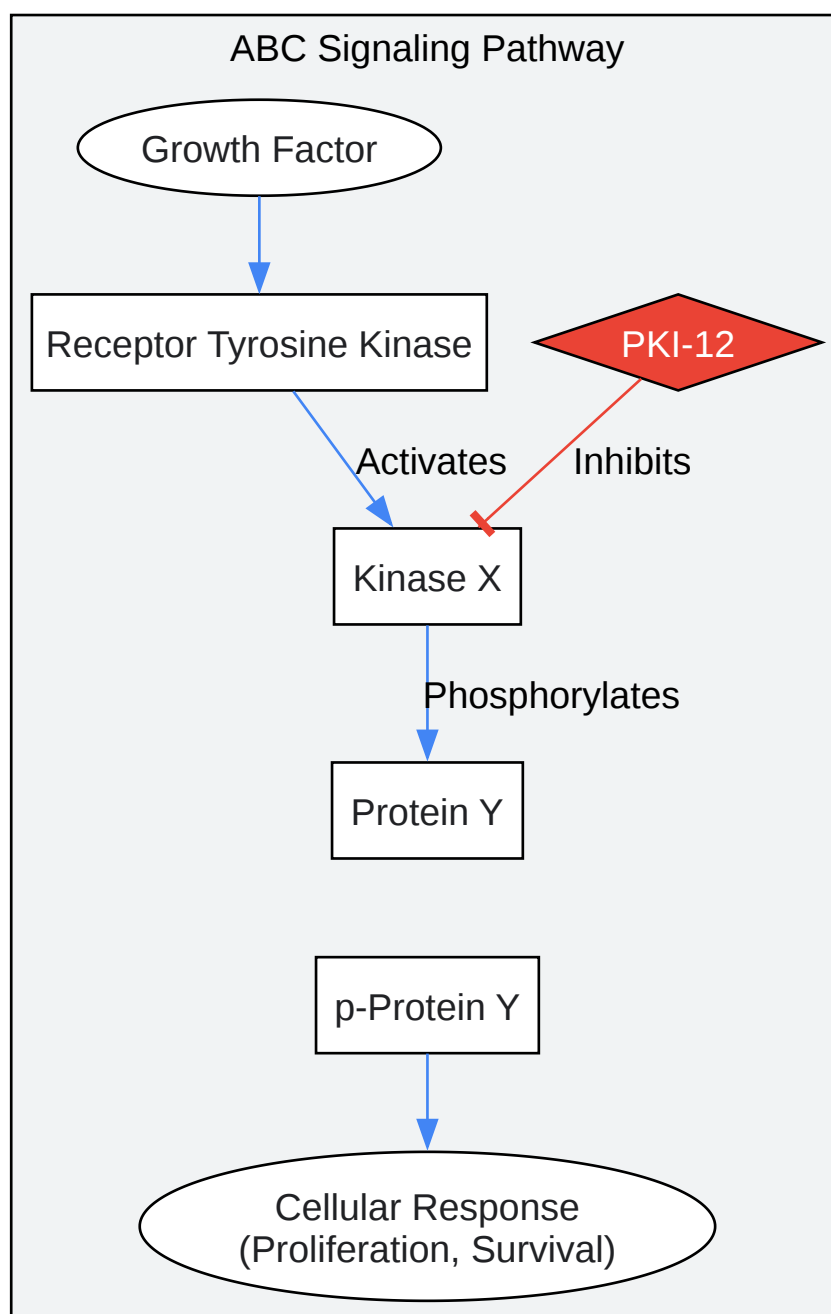 ABC Signaling Pathway
Growth Factor
Receptor Tyrosine Kinase
PKI-12
Activates
Inhibits
Kinase X
Phosphorylates
Protein Y
p-Protein Y
Cellular Response
(Proliferation, Survival)